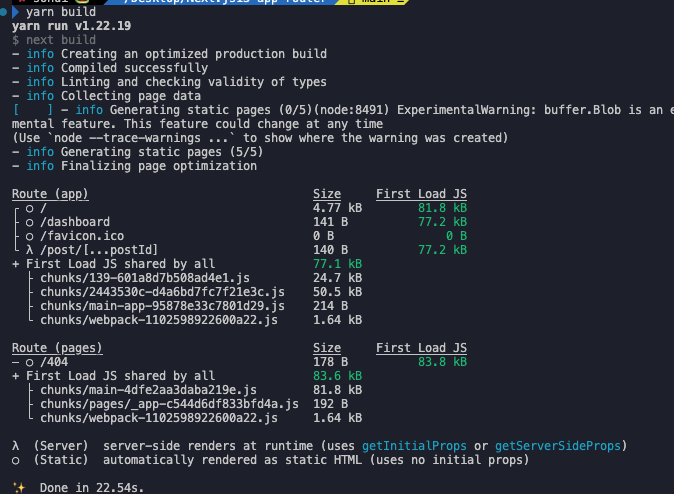 /Desktop/Next.js13-app-router main
yarn build
yarn run v1.22.19
$ next build
- info Creating an optimized production build
- info Compiled successfully
- info Linting and checking validity of types
- info Collecting page data
[    ] - info Generating static pages (0/5)(node:8491) ExperimentalWarning: buffer.Blob is an e
mental feature. This feature could change at any time
(Use `node --trace-warnings ...` to show where the warning was created)
- info Generating static pages (5/5)
- info Finalizing page optimization
Route (app) Size First Load JS
┌ ○ / 4.77 kB 81.8 kB
├ ○ /dashboard 141 B 77.2 kB
├ ○ /favicon.ico 0 B 0 B
└ λ /post/[...postId] 140 B 77.2 kB
+ First Load JS shared by all 77.1 kB
├ chunks/139-601a8d7b508ad4e1.js 24.7 kB
├ chunks/2443530c-d4a6bd7fc7f21e3c.js 50.5 kB
├ chunks/main-app-95878e33c7801d29.js 214 B
└ chunks/webpack-1102598922600a22.js 1.64 kB
Route (pages) Size First Load JS
─ ○ /404 178 B 83.8 kB
+ First Load JS shared by all 83.6 kB
├ chunks/main-4dfe2aa3daba219e.js 81.8 kB
├ chunks/pages/_app-c544d6df833bfd4a.js 192 B
└ chunks/webpack-1102598922600a22.js 1.64 kB
λ (Server) server-side renders at runtime (uses getInitialProps or getServerSideProps)
○ (Static) automatically rendered as static HTML (uses no initial props)
✨ Done in 22.54s.